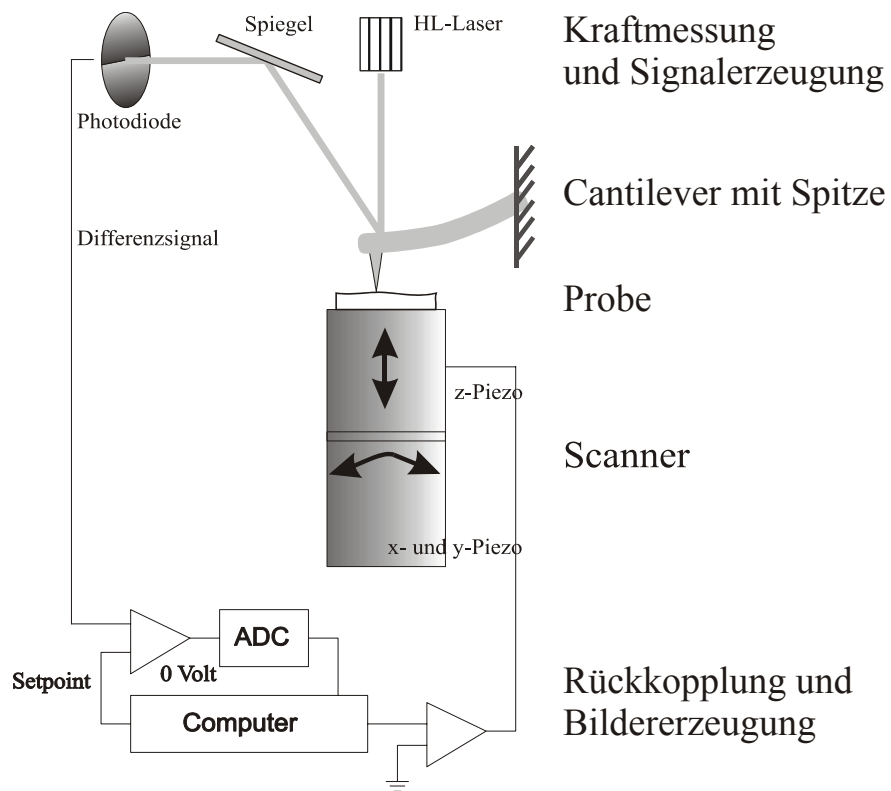 Spiegel
HL-Laser
Kraftmessung
und Signalerzeugung
Photodiode
Cantilever mit Spitze
Differenzsignal
Probe
z-Piezo
Scanner
x- und y-Piezo
ADC
0 Volt
Setpoint
Computer
Rückkopplung und
Bildererzeugung